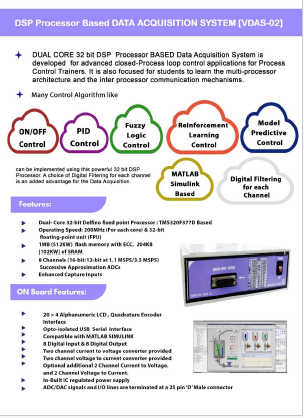 DSP Processor Based DATA ACQUISITION SYSTEM [VDAS-02]
DUAL CORE 32 bit DSP Processor BASED Data Acquisition System is
developed for advanced closed-Process loop control applications for Process
Control Trainers. It is also focused for students to learn the multi-processor
architecture and the inter processor communication mechanisms.
Many Control Algorithm like
ON/OFF
Control
PID
Control
Fuzzy
Logic
Control
Reinforcement
Learning
Control
Model
Predictive
Control
can be implemented using this powerful 32 bit DSP
Processor. A choice of Digital Filtering for each channel
is an added advantage for the Data Acquisition.
MATLAB
Simulink
Based
Digital Filtering
for each
Channel
Features:
Dual- Core 32-bit Delfino fixed point Processor : TMS320F377D Based
Operating Speed: 200MHz (For each core) & 32-bit
floating-point unit (FPU)
1MB (512KW) flash memory with ECC, 204KB
[102KW] of SRAM
8 Channels (16-bit/12-bit at 1.1 MSPS/3.5 MSPS)
Successive Approximation ADCs
Enhanced Capture Inputs
ON Board Features:
20 × 4 Alphanumeric LCD, Quadrature Encoder
Interface
Opto-isolated USB Serial Interface
Compatible with MATLAB SIMULINK
8 Digital Input & 8 Digital Output
Two channel current to voltage converter provided
Two channel voltage to current converter provided
Optional additional 2 Channel Current to Voltage.
and 2 Channel Voltage to Current.
In-Built IC regulated power supply
ADC/DAC signals and I/O lines are terminated at a 25 pin 'D' Male connector